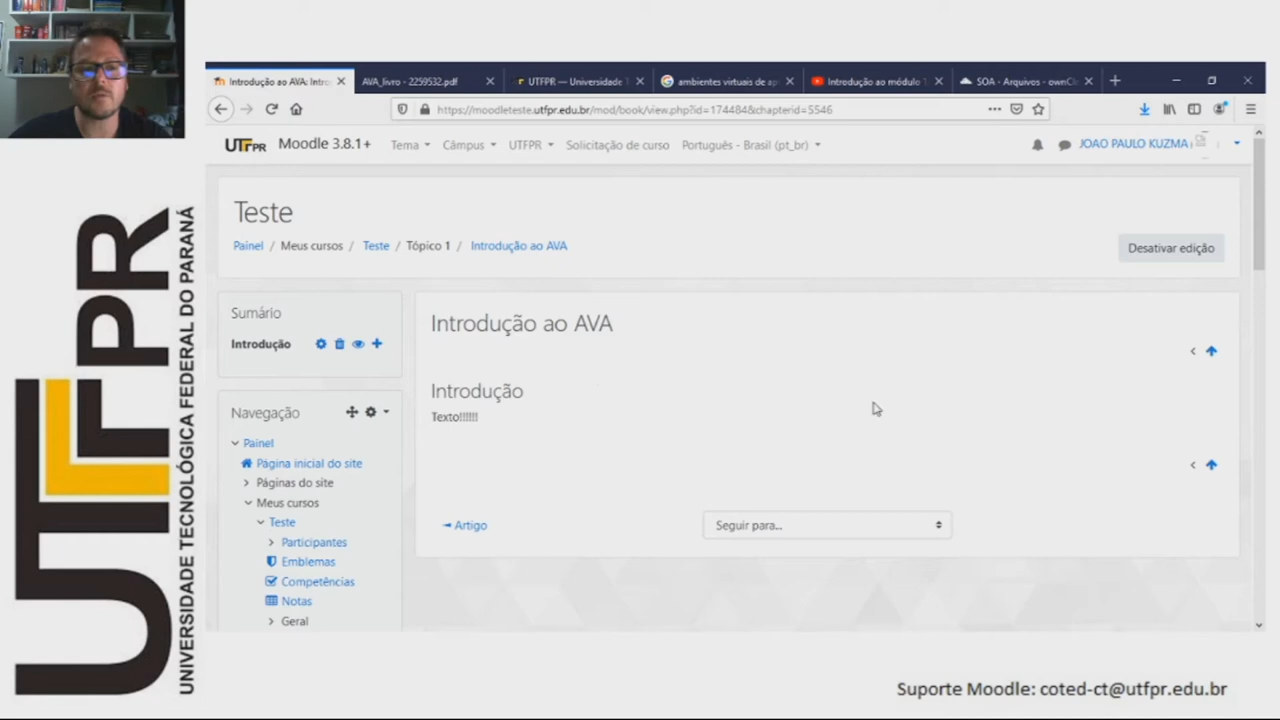 Introdução ao AVA: Intro
AVA_livro - 2259532.pdf
UTFPR — Universidade
ambientes virtuais de ap
Introdução ao módulo 1
SOA - Arquivos - ownCl
https://moodleteste.utfpr.edu.br/mod/book/view.php?id=174484&chapterid=5546
UTFPR Moodle 3.8.1+ Tema Câmpus UTFPR Solicitação de curso Português - Brasil (pt_br) JOAO PAULO KUZMA
Teste
Painel / Meus cursos / Teste / Tópico 1 / Introdução ao AVA
Desativar edição
Sumário
Introdução
Navegação
Painel
Página inicial do site
Páginas do site
Meus cursos
Teste
Participantes
Emblemas
Competências
Notas
Geral
Introdução ao AVA
Introdução
Texto!!!!!!
Artigo
Seguir para...
UTFPR
UNIVERSIDADE TECNOLÓGICA FEDERAL DO PARANÁ
Suporte Moodle: coted-ct@utfpr.edu.br